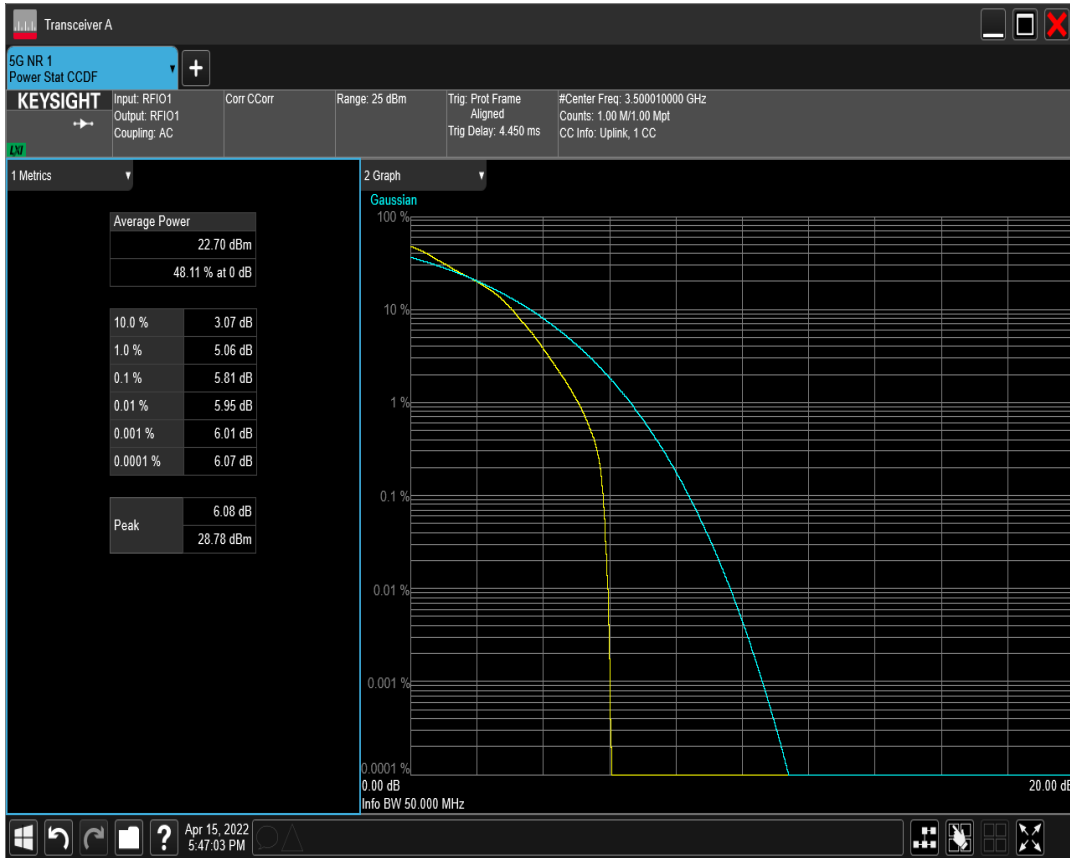 Transceiver A
5G NR 1
Power Stat CCDF
+
KEYSIGHT
LXI
Input: RFIO1
Output: RFIO1
Coupling: AC
Corr CCorr
Range: 25 dBm
Trig: Prot Frame
Aligned
Trig Delay: 4.450 ms
#Center Freq: 3.500010000 GHz
Counts: 1.00 M/1.00 Mpt
CC Info: Uplink, 1 CC
1 Metrics
Average Power
22.70 dBm
48.11 % at 0 dB
10.0 % 3.07 dB
1.0 % 5.06 dB
0.1 % 5.81 dB
0.01 % 5.95 dB
0.001 % 6.01 dB
0.0001 % 6.07 dB
Peak
6.08 dB
28.78 dBm
2 Graph
Gaussian
100 %
10 %
1 %
0.1 %
0.01 %
0.001 %
0.0001 %
0.00 dB 20.00 dB
Info BW 50.000 MHz
?
Apr 15, 2022
5:47:03 PM